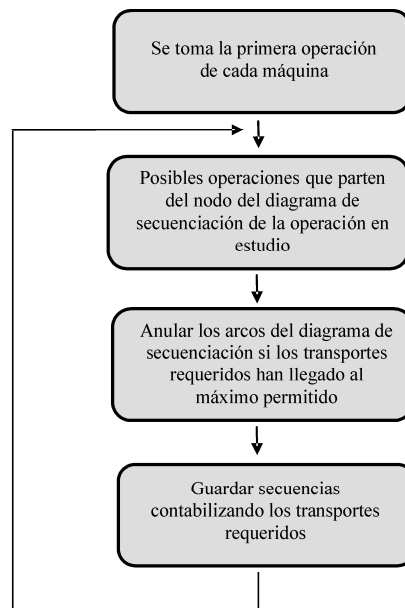 Se toma la primera operación
de cada máquina
Posibles operaciones que parten
del nodo del diagrama de
secuenciación de la operación en
estudio
Anular los arcos del diagrama de
secuenciación si los transportes
requeridos han llegado al
máximo permitido
Guardar secuencias
contabilizando los transportes
requeridos